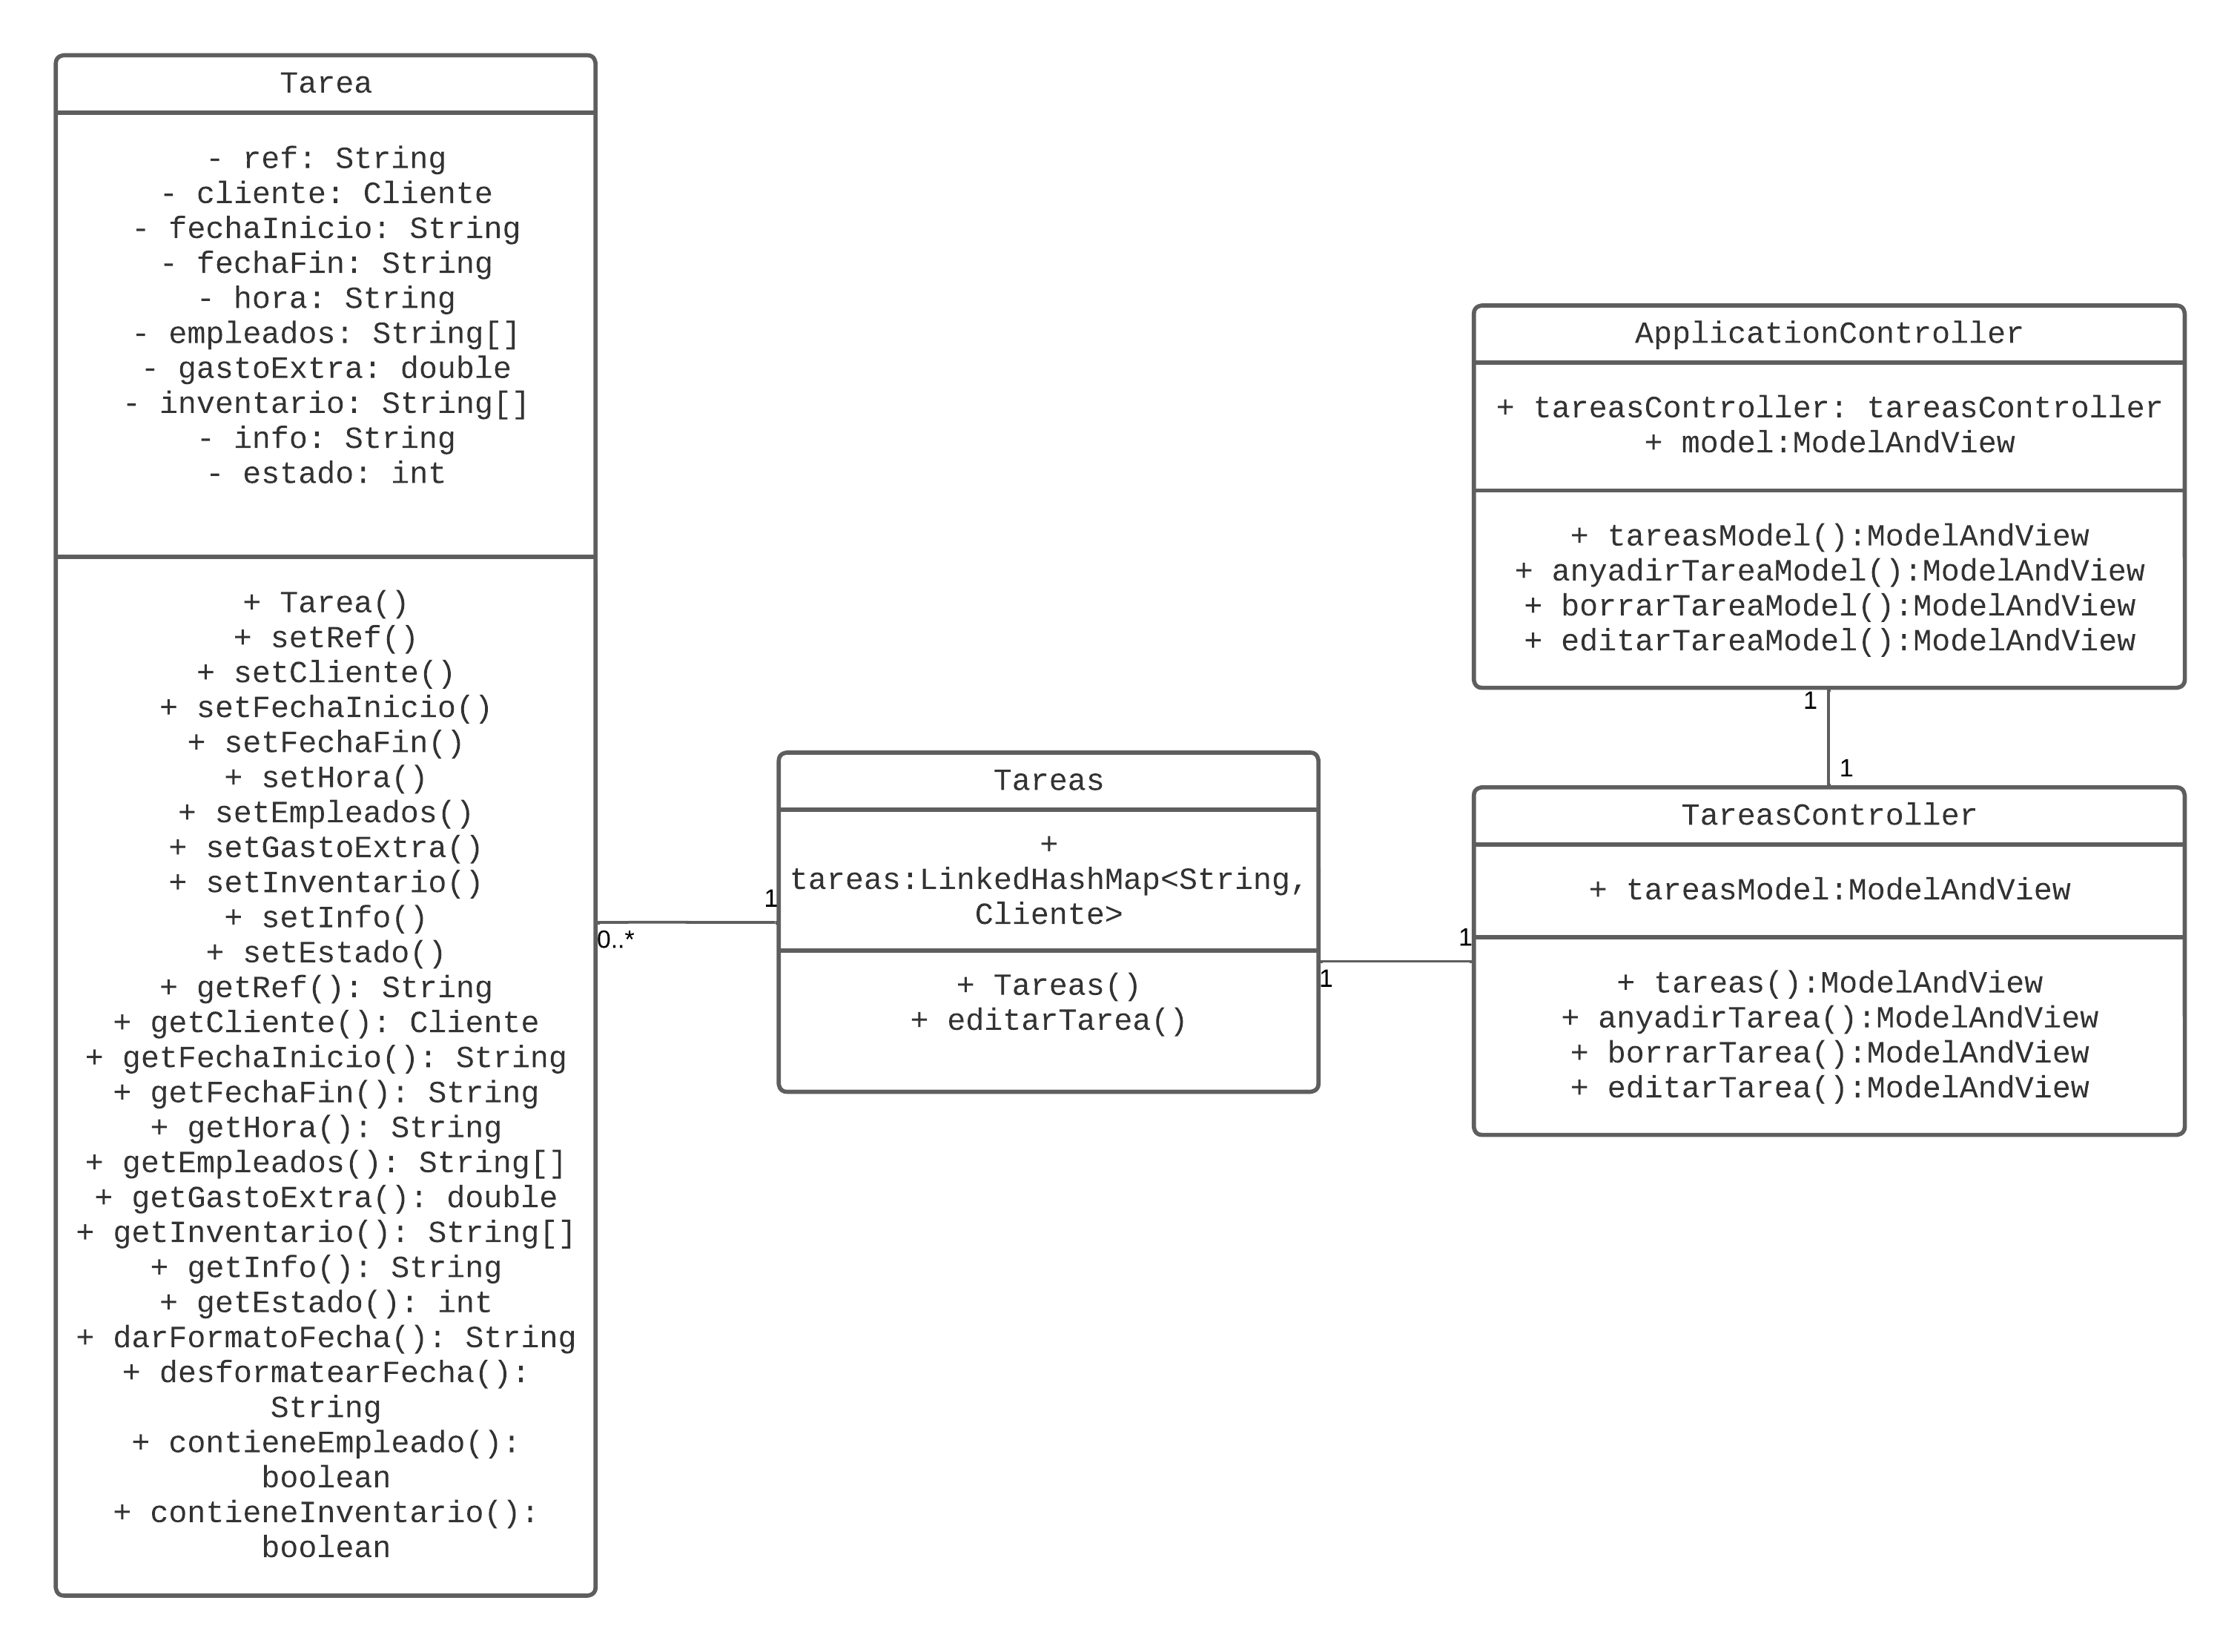 Tarea
- ref: String
- cliente: Cliente
- fechaInicio: String
- fechaFin: String
- hora: String
- empleados: String[]
- gastoExtra: double
- inventario: String[]
- info: String
- estado: int
+ Tarea()
+ setRef()
+ setCliente()
+ setFechaInicio()
+ setFechaFin()
+ setHora()
+ setEmpleados()
+ setGastoExtra()
+ setInventario()
+ setInfo()
+ setEstado()
+ getRef(): String
+ getCliente(): Cliente
+ getFechaInicio(): String
+ getFechaFin(): String
+ getHora(): String
+ getEmpleados(): String[]
+ getGastoExtra(): double
+ getInventario(): String[]
+ getInfo(): String
+ getEstado(): int
+ darFormatoFecha(): String
+ desformatearFecha():
String
+ contieneEmpleado():
boolean
+ contieneInventario():
boolean
0..*
1
Tareas
+
tareas:LinkedHashMap<String,
Cliente>
+ Tareas()
+ editarTarea()
1
1
ApplicationController
+ tareasController: tareasController
+ model:ModelAndView
+ tareasModel():ModelAndView
+ anyadirTareaModel():ModelAndView
+ borrarTareaModel():ModelAndView
+ editarTareaModel():ModelAndView
1
1
TareasController
+ tareasModel:ModelAndView
+ tareas():ModelAndView
+ anyadirTarea():ModelAndView
+ borrarTarea():ModelAndView
+ editarTarea():ModelAndView